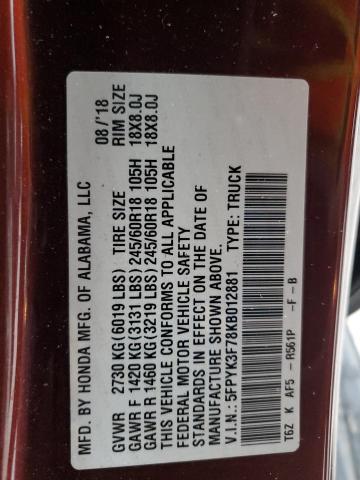 MFD. BY HONDA MFG. OF ALABAMA, LLC 08/'18
GVWR 2730 KG(6019 LBS) TIRE SIZE RIM SIZE
GAWR F 1420 KG(3131 LBS)245/60R18 105H 18X8.0J
GAWR R 1460 KG(3219 LBS)245/60R18 105H 18X8.0J
THIS VEHICLE CONFORMS TO ALL APPLICABLE
FEDERAL MOTOR VEHICLE SAFETY
STANDARDS IN EFFECT ON THE DATE OF
MANUFACTURE SHOWN ABOVE.
V.I.N.: 5FPYK3F76KB012881 TYPE: TRUCK
T6Z K AF5 -R561P -F -B